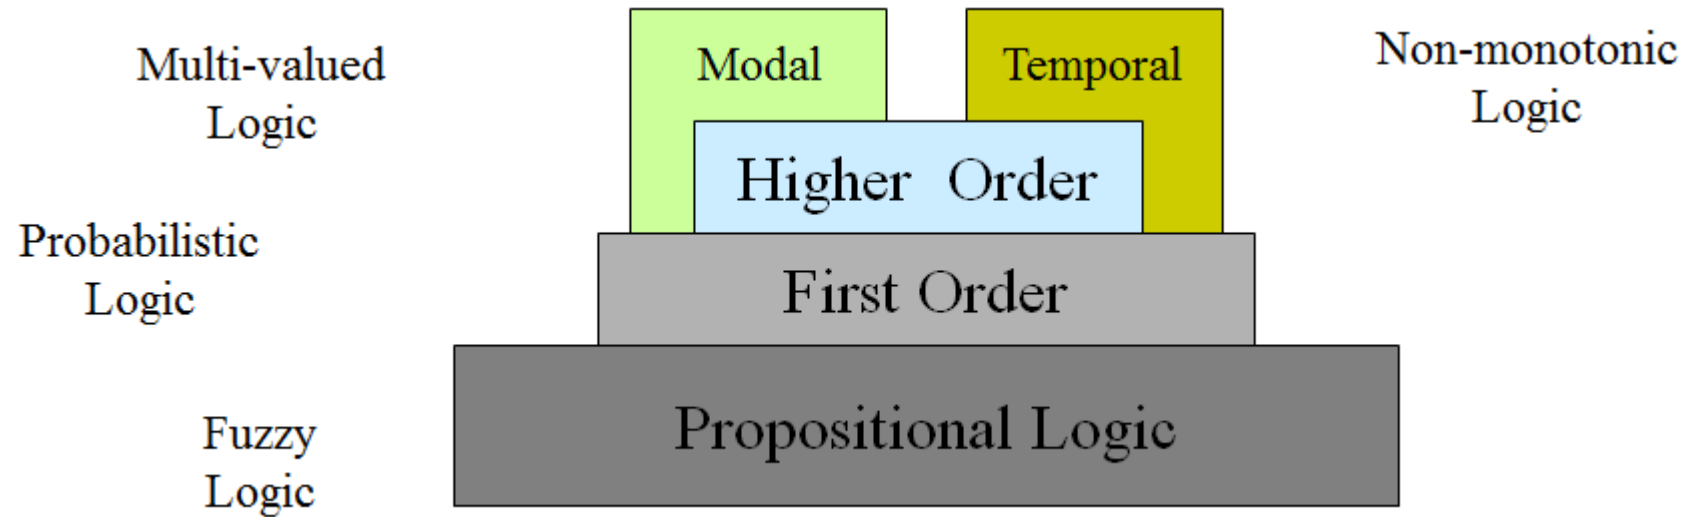 Multi-valued
Logic
Modal
Temporal
Non-monotonic
Logic
Higher Order
Probabilistic
Logic
First Order
Propositional Logic
Fuzzy
Logic